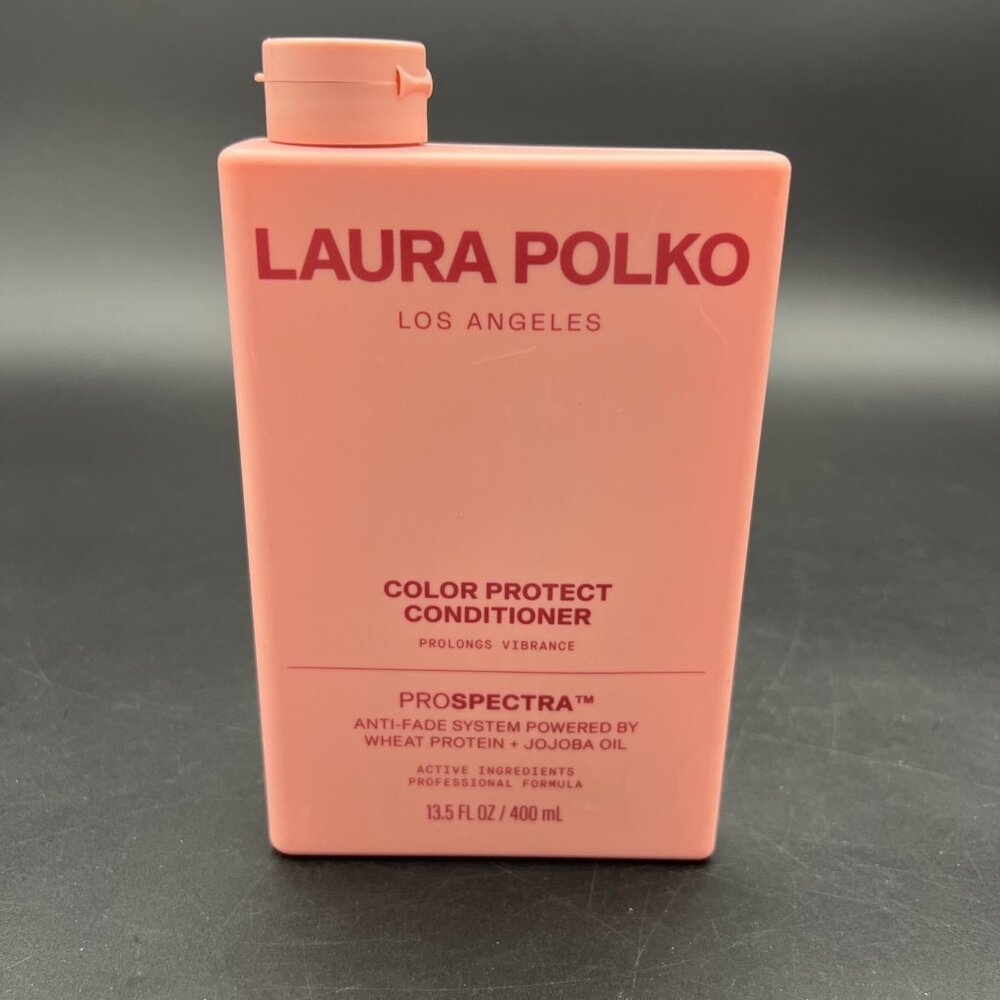 LAURA POLKO
LOS ANGELES
COLOR PROTECT
CONDITIONER
PROLONGS VIBRANCE
PROSPECTRA™
ANTI-FADE SYSTEM POWERED BY
WHEAT PROTEIN + JOJOBA OIL
ACTIVE INGREDIENTS
PROFESSIONAL FORMULA
13.5 FL OZ / 400 mL